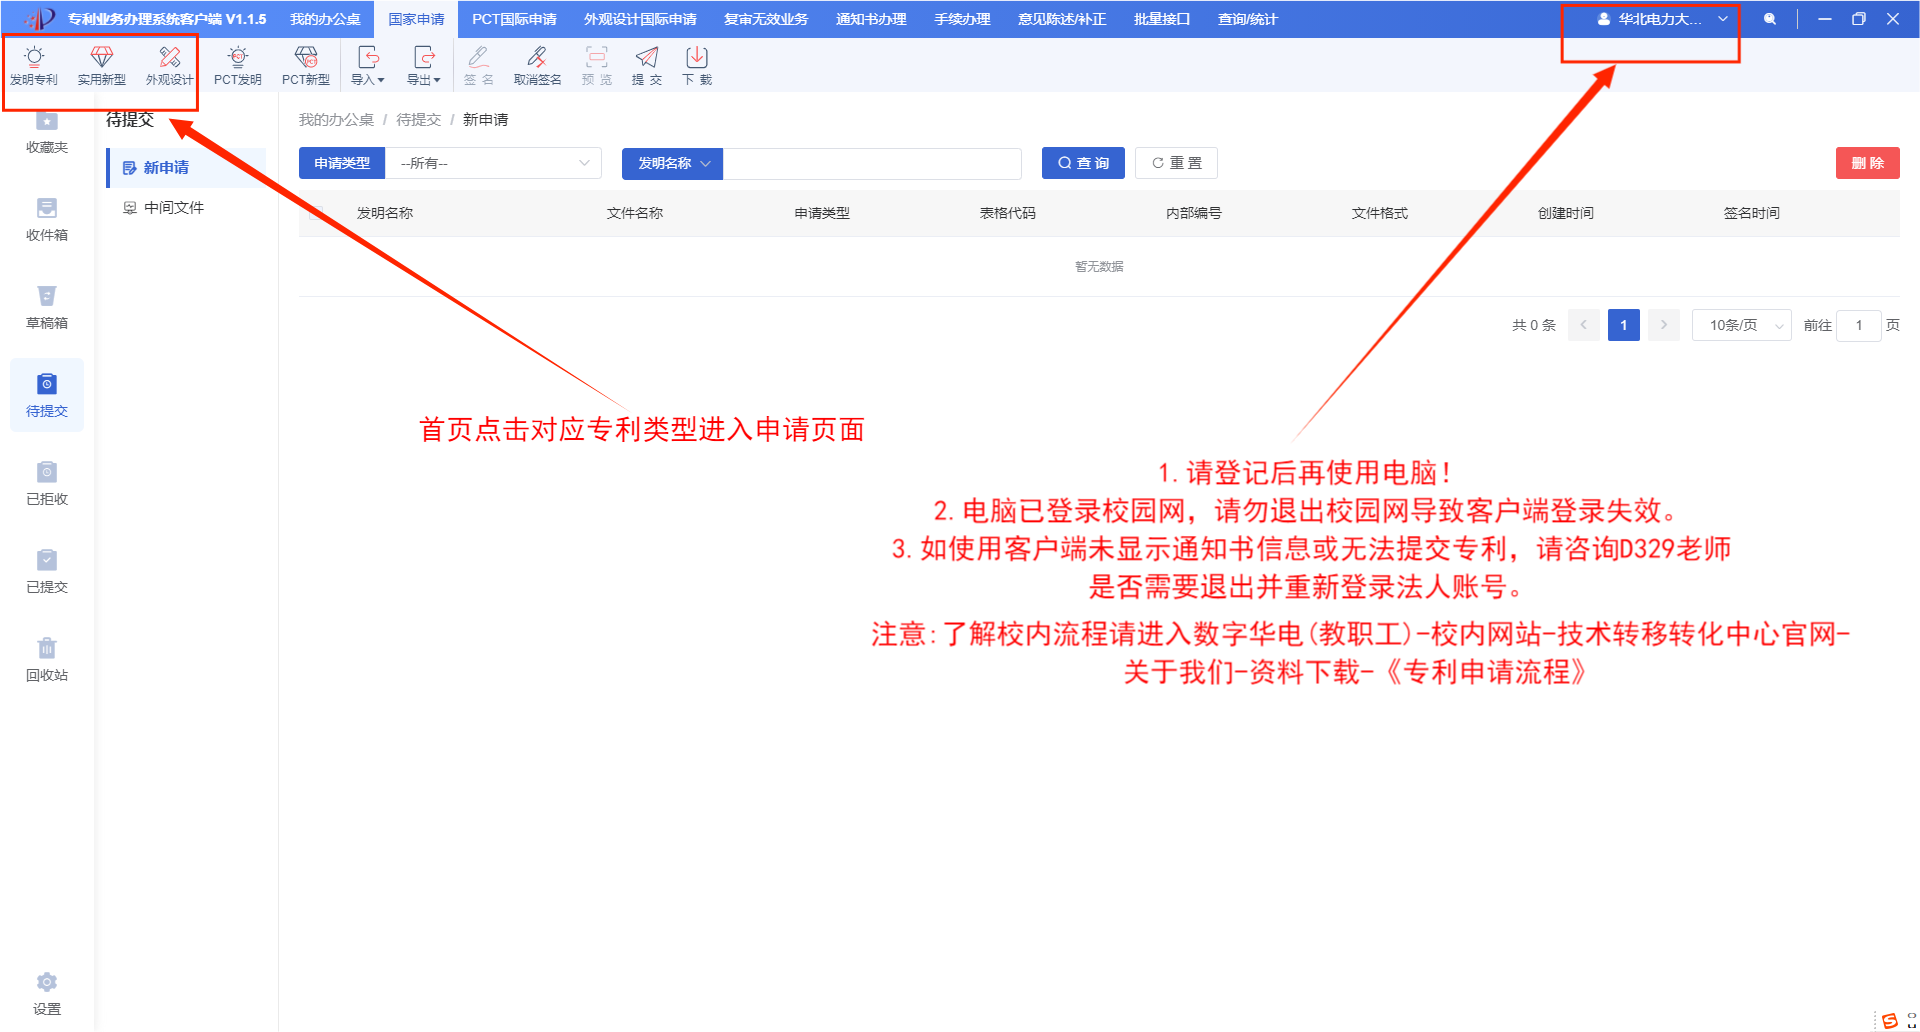 专利业务办理系统客户端 V1.1.5 我的办公桌 国家申请 PCT国际申请 外观设计国际申请 复审无效业务 通知书办理 手续办理 意见陈述/补正 批量接口 查询/统计 华北电力大...
发明专利 实用新型 外观设计 PCT发明 PCT新型 导入 导出 签 名 取消签名 预 览 提 交 下 载
收藏夹
收件箱
草稿箱
待提交
已拒收
已提交
回收站
设置
待提交
新申请
中间文件
我的办公桌 / 待提交 / 新申请
申请类型 --所有-- 发明名称 查 询 重 置 删 除
发明名称 文件名称 申请类型 表格代码 内部编号 文件格式 创建时间 签名时间
暂无数据
共 0 条 1 10条/页 前往 1 页
首页点击对应专利类型进入申请页面
1.请登记后再使用电脑！
2.电脑已登录校园网，请勿退出校园网导致客户端登录失效。
3.如使用客户端未显示通知书信息或无法提交专利，请咨询D329老师
是否需要退出并重新登录法人账号。
注意:了解校内流程请进入数字华电(教职工)-校内网站-技术转移转化中心官网-
关于我们-资料下载-《专利申请流程》